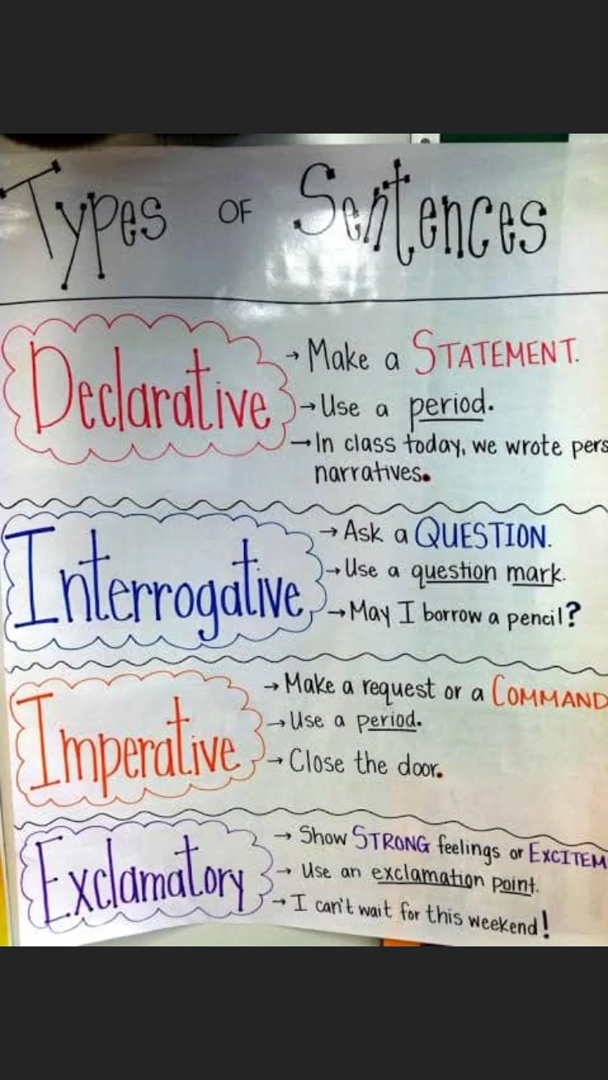 Types of Sentences
Declarative
→ Make a STATEMENT.
→ Use a period.
→ In class today, we wrote pers
narratives.
Interrogative
→ Ask a QUESTION.
→ Use a question mark.
→ May I borrow a pencil?
Imperative
→ Make a request or a COMMAND
→ Use a period.
→ Close the door.
Exclamatory
→ Show STRONG feelings or EXCITEM
→ Use an exclamation point.
→ I can't wait for this weekend!